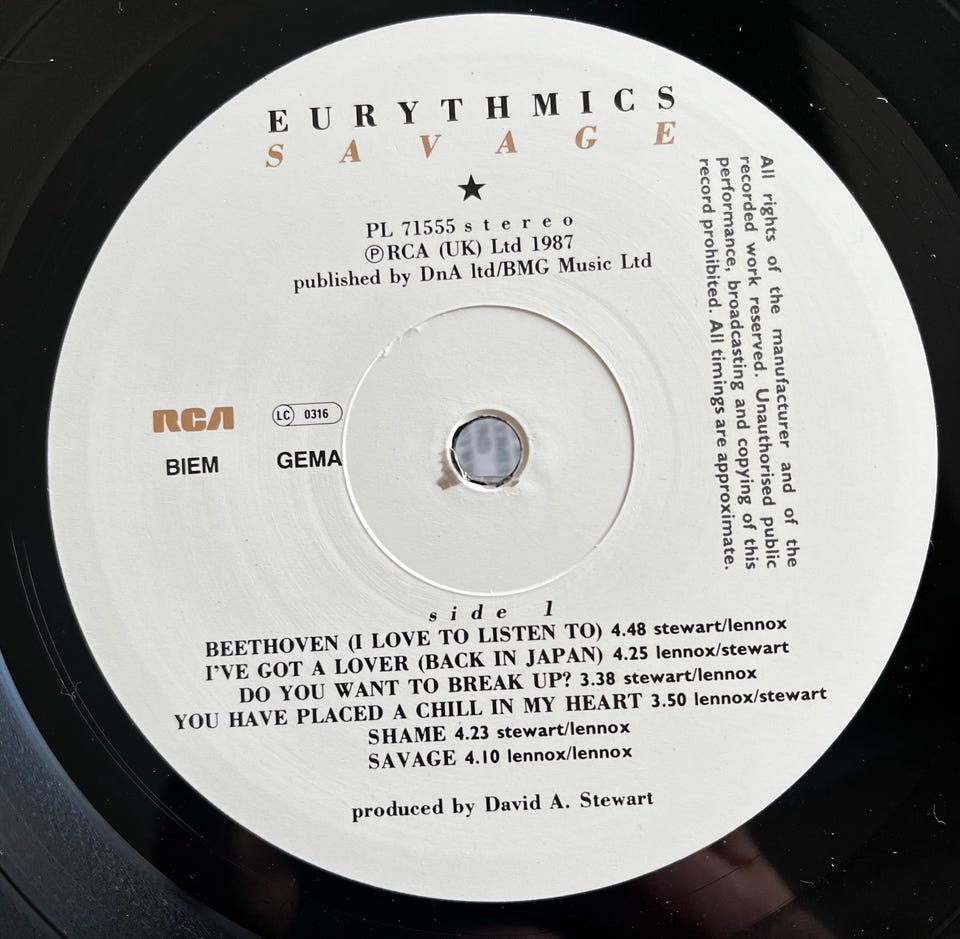 EURYTHMICS
SAVAGE
PL 71555 stereo
ⓅRCA (UK) Ltd 1987
published by DnA ltd/BMG Music Ltd
All rights of the manufacturer and of the
recorded work reserved. Unauthorised public
performance, broadcasting and copying of this
record prohibited. All timings are approximate.
RCA LC 0316
BIEM GEMA
side 1
BEETHOVEN (I LOVE TO LISTEN TO) 4.48 stewart/lennox
I'VE GOT A LOVER (BACK IN JAPAN) 4.25 lennox/stewart
DO YOU WANT TO BREAK UP? 3.38 stewart/lennox
YOU HAVE PLACED A CHILL IN MY HEART 3.50 lennox/stewart
SHAME 4.23 stewart/lennox
SAVAGE 4.10 lennox/lennox
produced by David A. Stewart